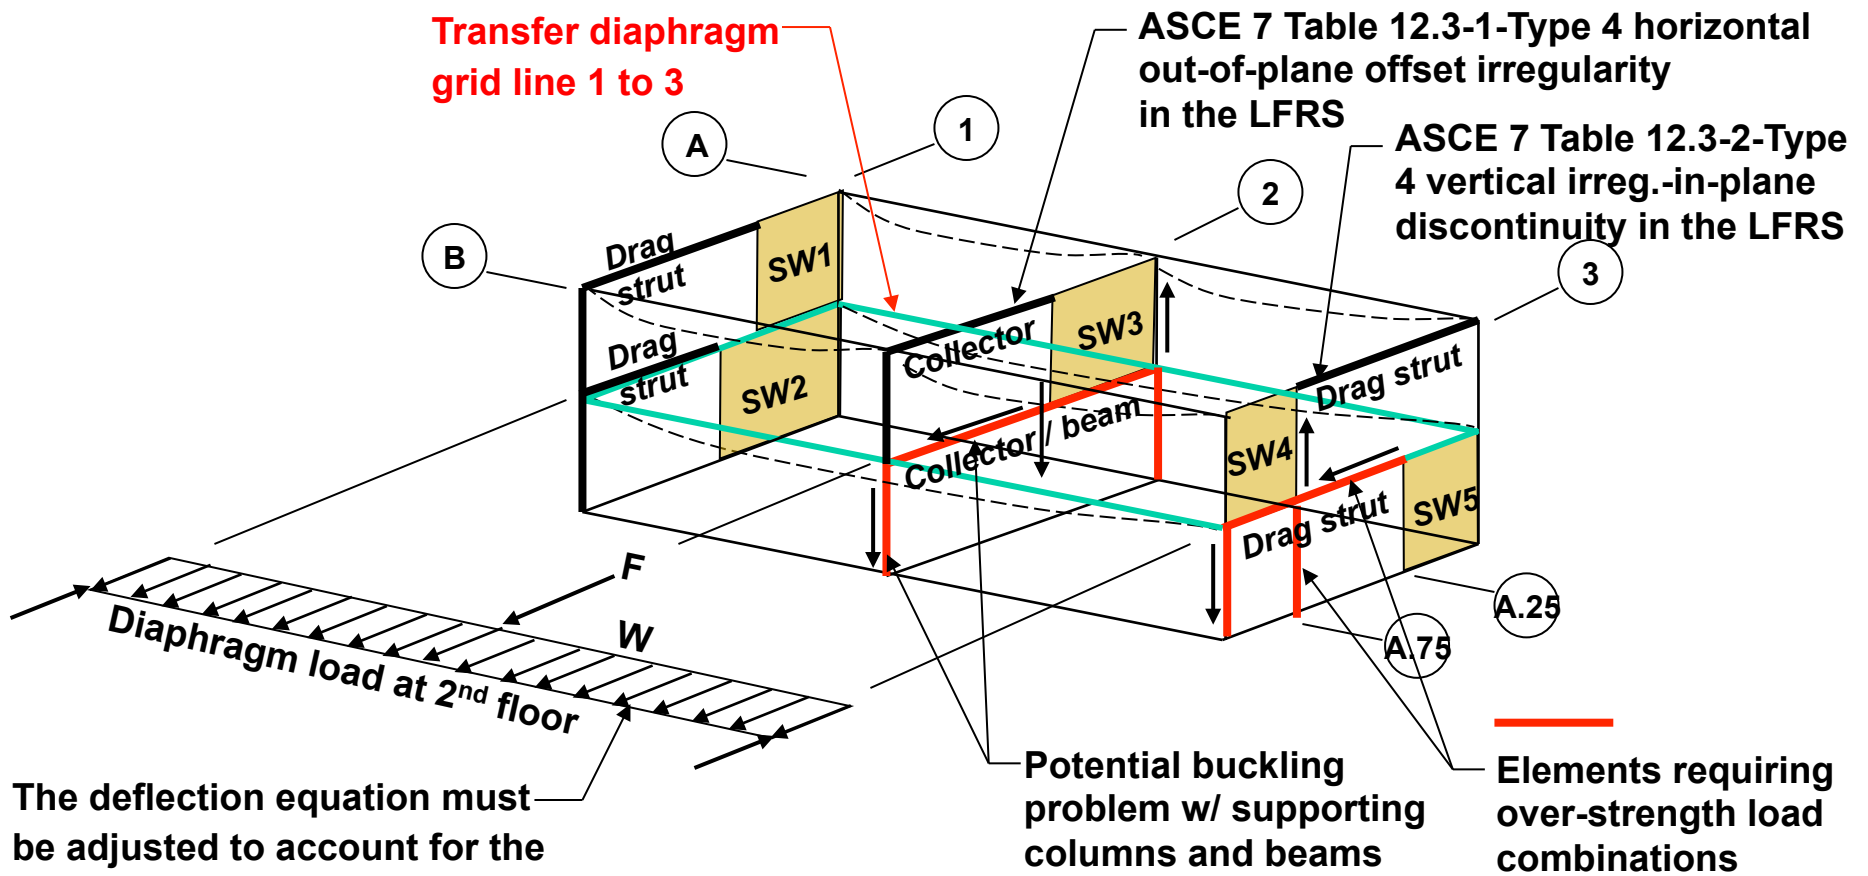 Transfer diaphragm
grid line 1 to 3
ASCE 7 Table 12.3-1-Type 4 horizontal
out-of-plane offset irregularity
in the LFRS
ASCE 7 Table 12.3-2-Type
4 vertical irreg.-in-plane
discontinuity in the LFRS
A
1
2
B
3
Drag
strut
SW1
Drag
strut
SW2
Collector
SW3
Collector / beam
Drag strut
SW4
Drag strut
SW5
F
W
Diaphragm load at 2nd floor
A.25
A.75
The deflection equation must
be adjusted to account for the
Potential buckling
problem w/ supporting
columns and beams
Elements requiring
over-strength load
combinations